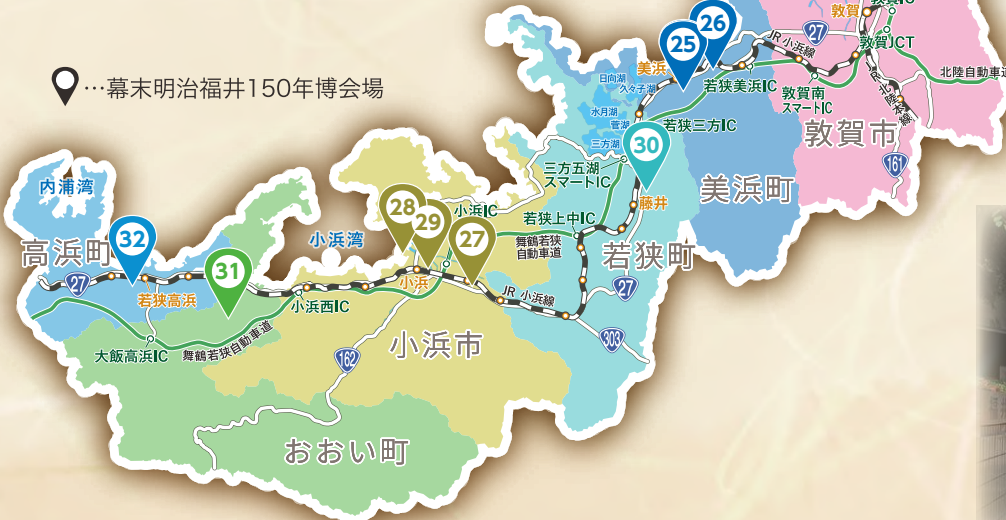 …幕末明治福井150年博会場
敦賀
敦賀IC
27
敦賀JCT
26
25
JR 小浜線
美浜
若狭美浜IC
敦賀南
スマートIC
北陸自動車道
JR 北陸本線
日向湖
久々子湖
水月湖
菅湖
三方湖
若狭三方IC
敦賀市
161
30
三方五湖
スマートIC
美浜町
藤井
内浦湾
28
29
小浜IC
若狭上中IC
27
舞鶴若狭
自動車道
若狭町
小浜湾
高浜町
32
31
27
若狭高浜
小浜
小浜西IC
JR 小浜線
27
303
大飯高浜IC
舞鶴若狭自動車道
162
小浜市
おおい町